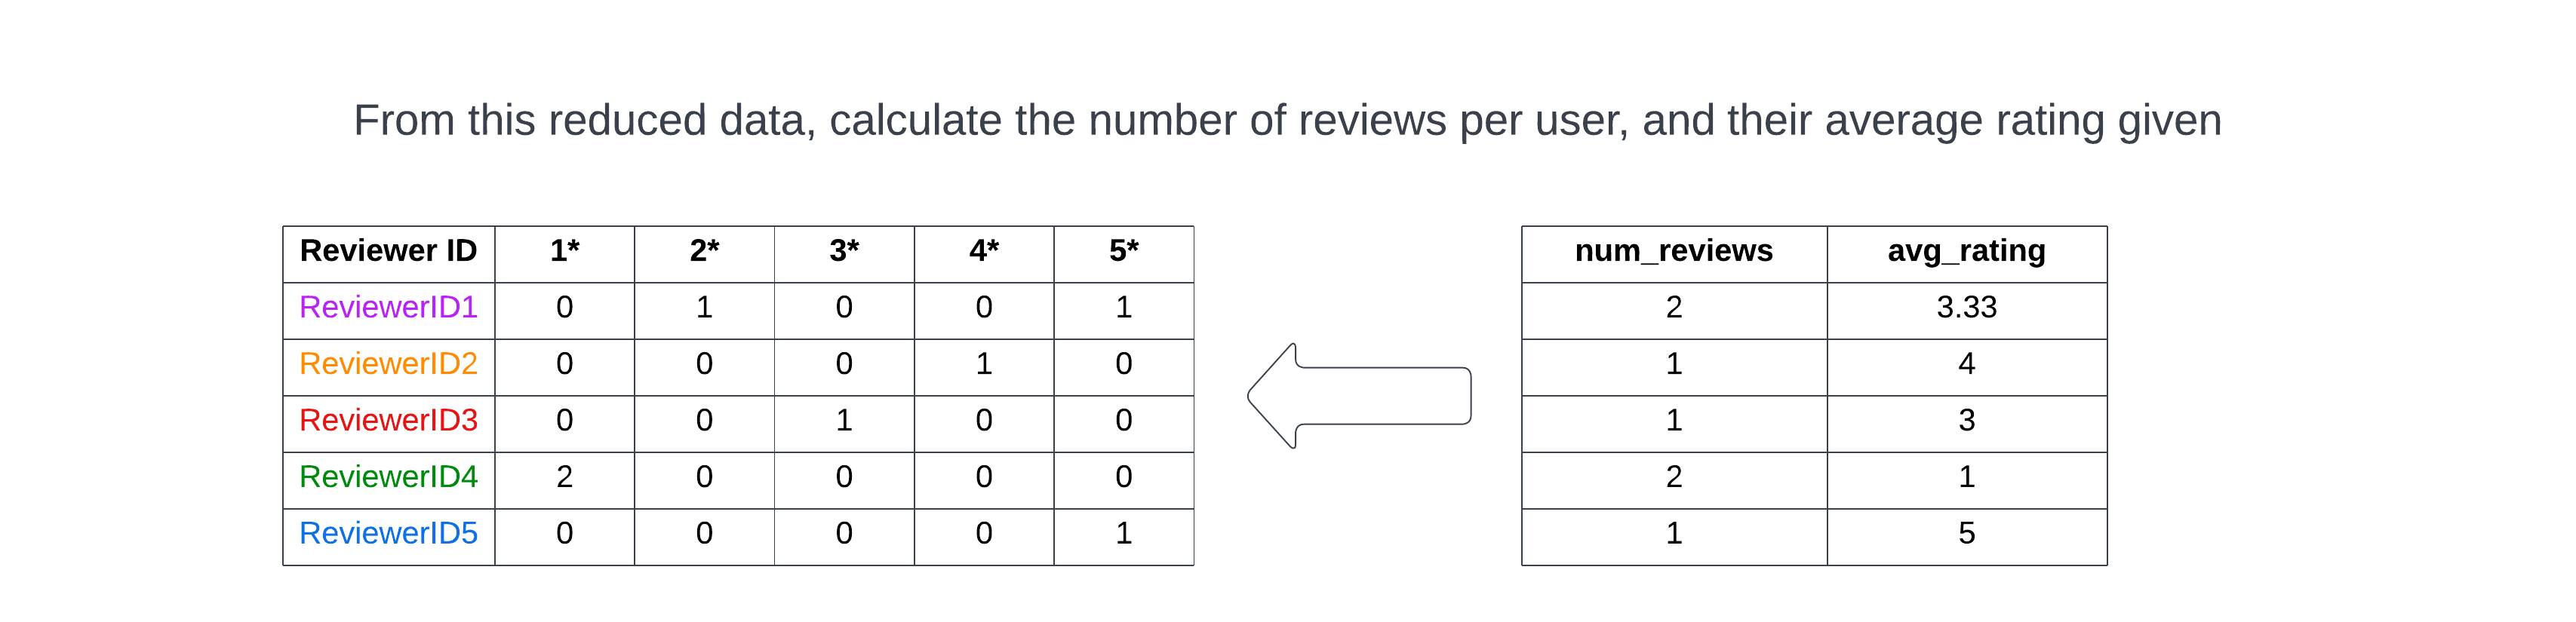 From this reduced data, calculate the number of reviews per user, and their average rating given
Reviewer ID 1* 2* 3* 4* 5* num_reviews avg_rating
ReviewerID1 0 1 0 0 1 2 3.33
ReviewerID2 0 0 0 1 0 1 4
ReviewerID3 0 0 1 0 0 1 3
ReviewerID4 2 0 0 0 0 2 1
ReviewerID5 0 0 0 0 1 1 5